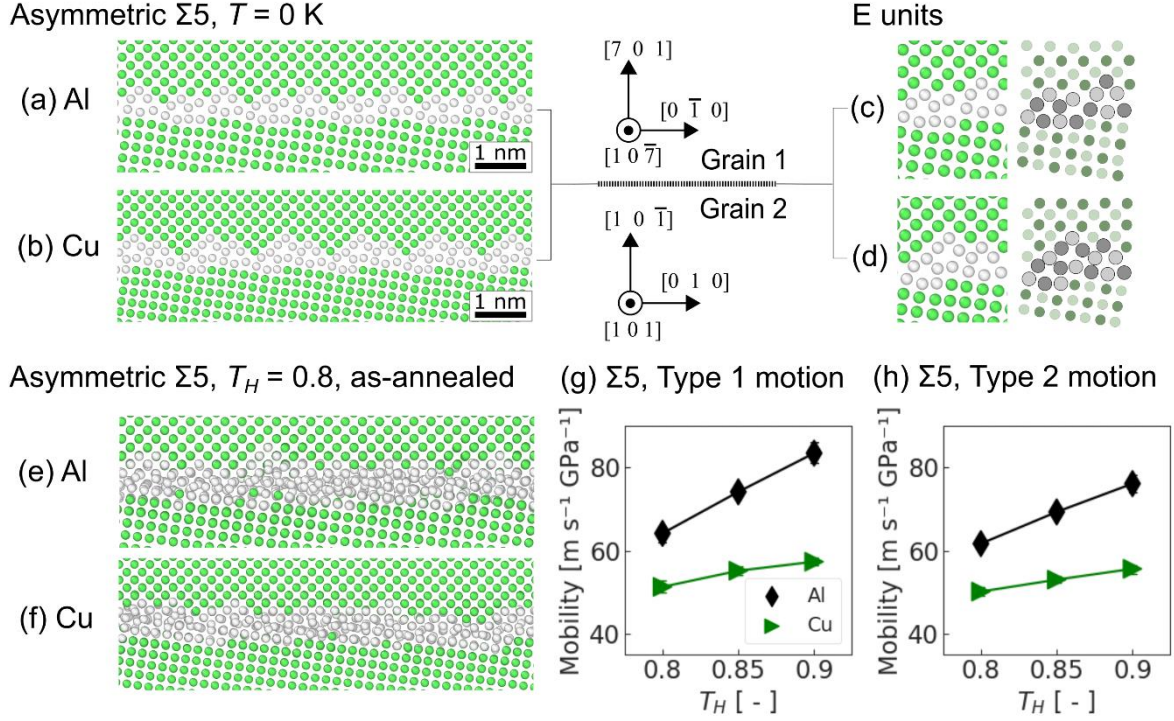 Asymmetric Σ5, T = 0 K
E units
(a) Al
1 nm
(b) Cu
1 nm
[7 0 1]
[0 1̅ 0]
[1 0 7̅]
Grain 1
Grain 2
[1 0 1̅]
[0 1 0]
[1 0 1]
(c)
(d)
Asymmetric Σ5, T_H = 0.8, as-annealed
(e) Al
(f) Cu
(g) Σ5, Type 1 motion
Mobility [m s⁻¹ GPa⁻¹]
80
60
40
Al
Cu
0.8 0.85 0.9
T_H [ - ]
(h) Σ5, Type 2 motion
Mobility [m s⁻¹ GPa⁻¹]
80
60
40
0.8 0.85 0.9
T_H [ - ]